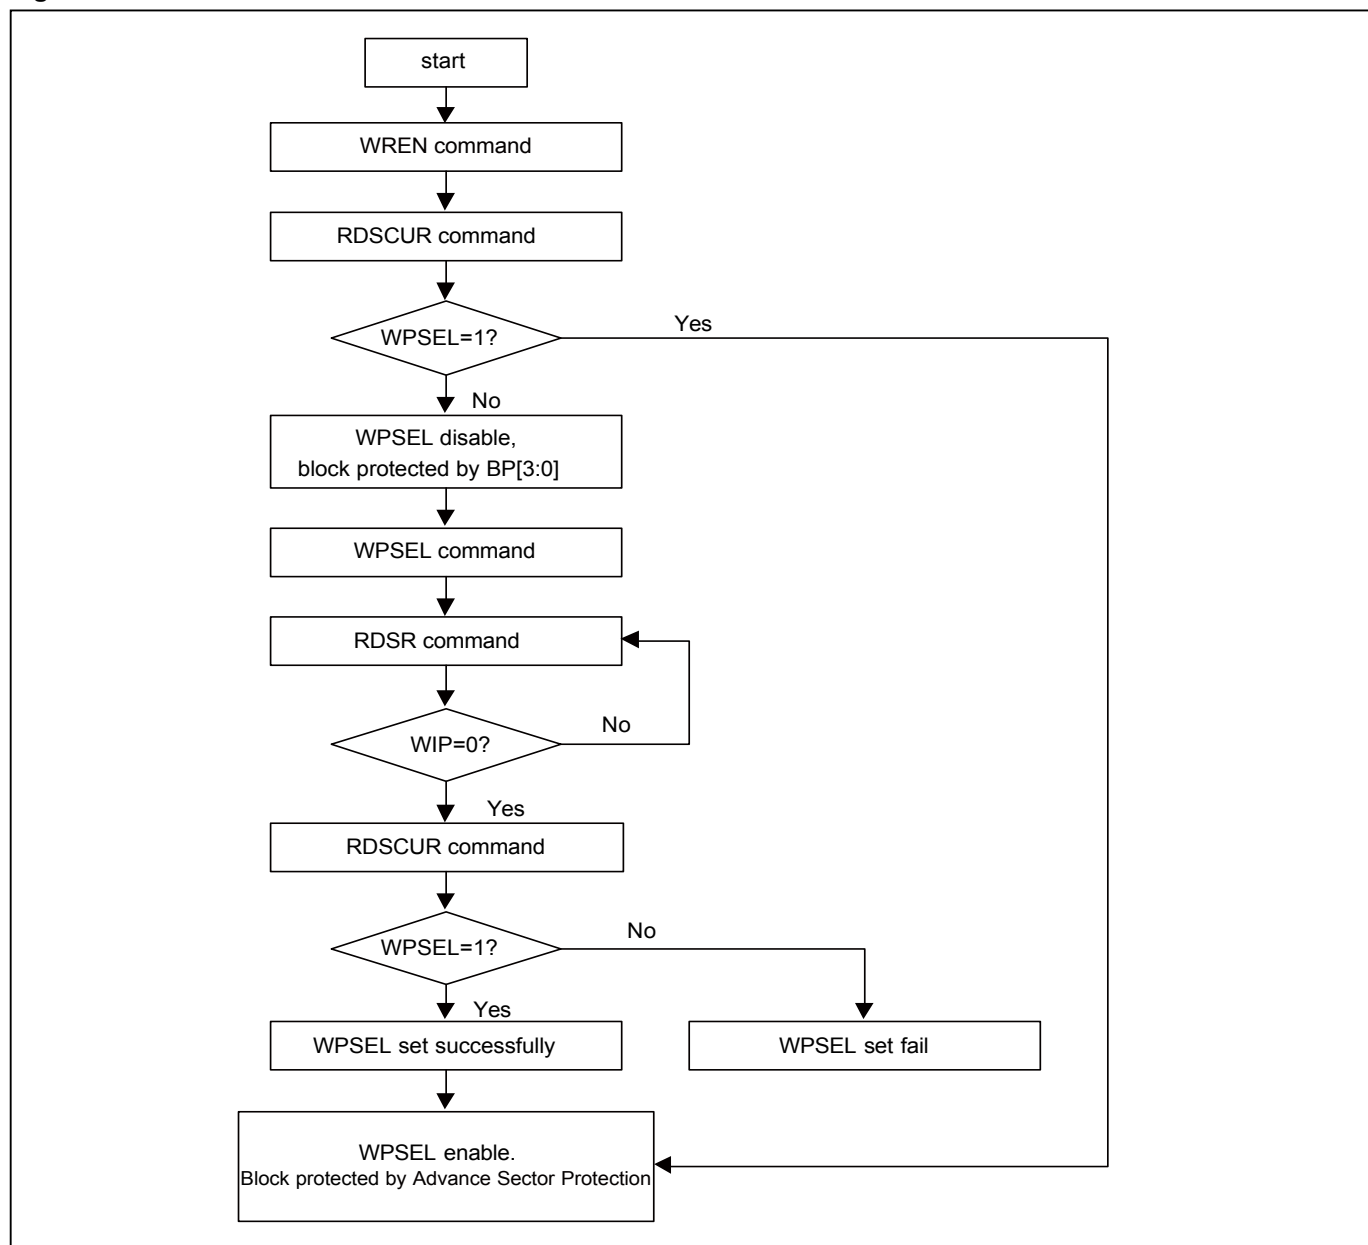 start
WREN command
RDSCUR command
WPSEL=1?
Yes
No
WPSEL disable,
block protected by BP[3:0]
WPSEL command
RDSR command
WIP=0?
No
Yes
RDSCUR command
WPSEL=1?
No
Yes
WPSEL set successfully
WPSEL set fail
WPSEL enable.
Block protected by Advance Sector Protection